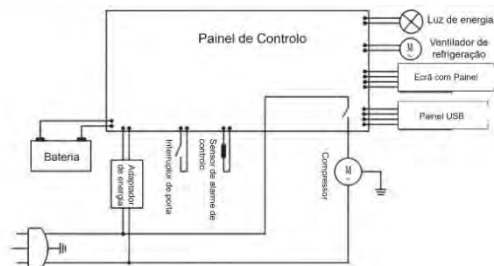 Painel de Controlo
Luz de energia
M
Ventilador de
refrigeração
Ecrã com Painel
Painel USB
Bateria
Adaptador
de energia
Interruptor de porta
Sensor de alarme de
controlo
Compressor
M